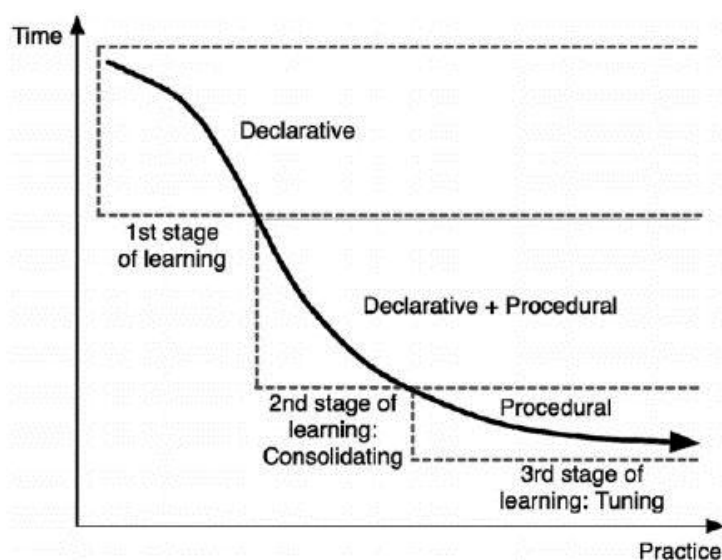 Time
Declarative
1st stage
of learning
Declarative + Procedural
2nd stage of
learning:
Consolidating
Procedural
3rd stage of
learning: Tuning
Practice